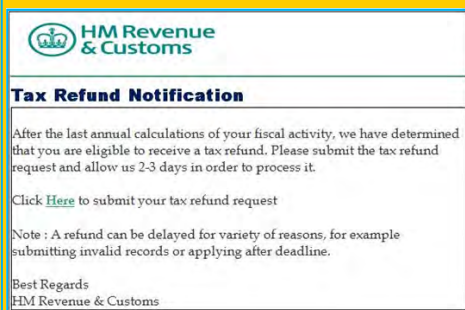 HM Revenue
& Customs
Tax Refund Notification
After the last annual calculations of your fiscal activity, we have determined
that you are eligible to receive a tax refund. Please submit the tax refund
request and allow us 2-3 days in order to process it.
Click Here to submit your tax refund request
Note : A refund can be delayed for variety of reasons, for example
submitting invalid records or applying after deadline.
Best Regards
HM Revenue & Customs